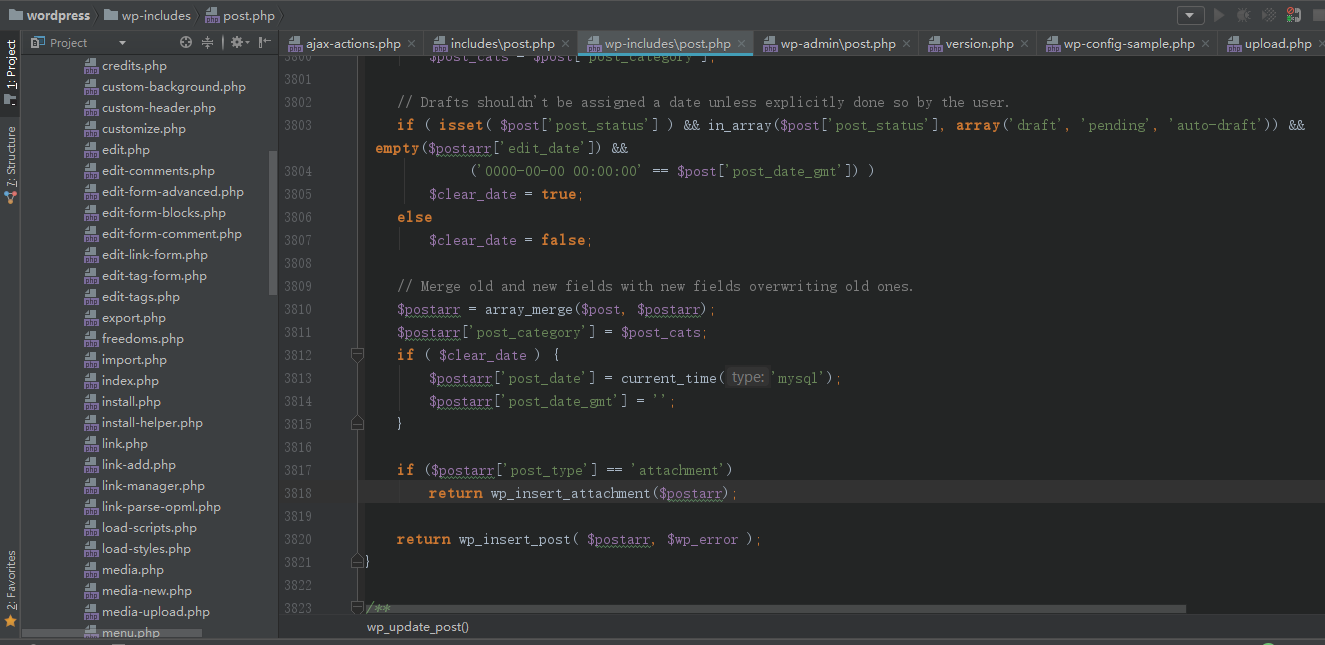 wordpress wp-includes post.php
Project
ajax-actions.php includes\post.php wp-includes\post.php wp-admin\post.php version.php wp-config-sample.php upload.php
1: Project
7: Structure
2: Favorites
credits.php
custom-background.php
custom-header.php
customize.php
edit.php
edit-comments.php
edit-form-advanced.php
edit-form-blocks.php
edit-form-comment.php
edit-link-form.php
edit-tag-form.php
edit-tags.php
export.php
freedoms.php
import.php
index.php
install.php
install-helper.php
link.php
link-add.php
link-manager.php
link-parse-opml.php
load-scripts.php
load-styles.php
media.php
media-new.php
media-upload.php
menu.php
3800 $post_cats = $post['post_category'];
3801
3802 // Drafts shouldn't be assigned a date unless explicitly done so by the user.
3803 if ( isset( $post['post_status'] ) && in_array($post['post_status'], array('draft', 'pending', 'auto-draft')) &&
empty($postarr['edit_date']) &&
3804 ('0000-00-00 00:00:00' == $post['post_date_gmt']) )
3805 $clear_date = true;
3806 else
3807 $clear_date = false;
3808
3809 // Merge old and new fields with new fields overwriting old ones.
3810 $postarr = array_merge($post, $postarr);
3811 $postarr['post_category'] = $post_cats;
3812 if ( $clear_date ) {
3813 $postarr['post_date'] = current_time( type: 'mysql');
3814 $postarr['post_date_gmt'] = '';
3815 }
3816
3817 if ($postarr['post_type'] == 'attachment')
3818 return wp_insert_attachment($postarr);
3819
3820 return wp_insert_post( $postarr, $wp_error );
3821 }
3822
3823 /**
wp_update_post()